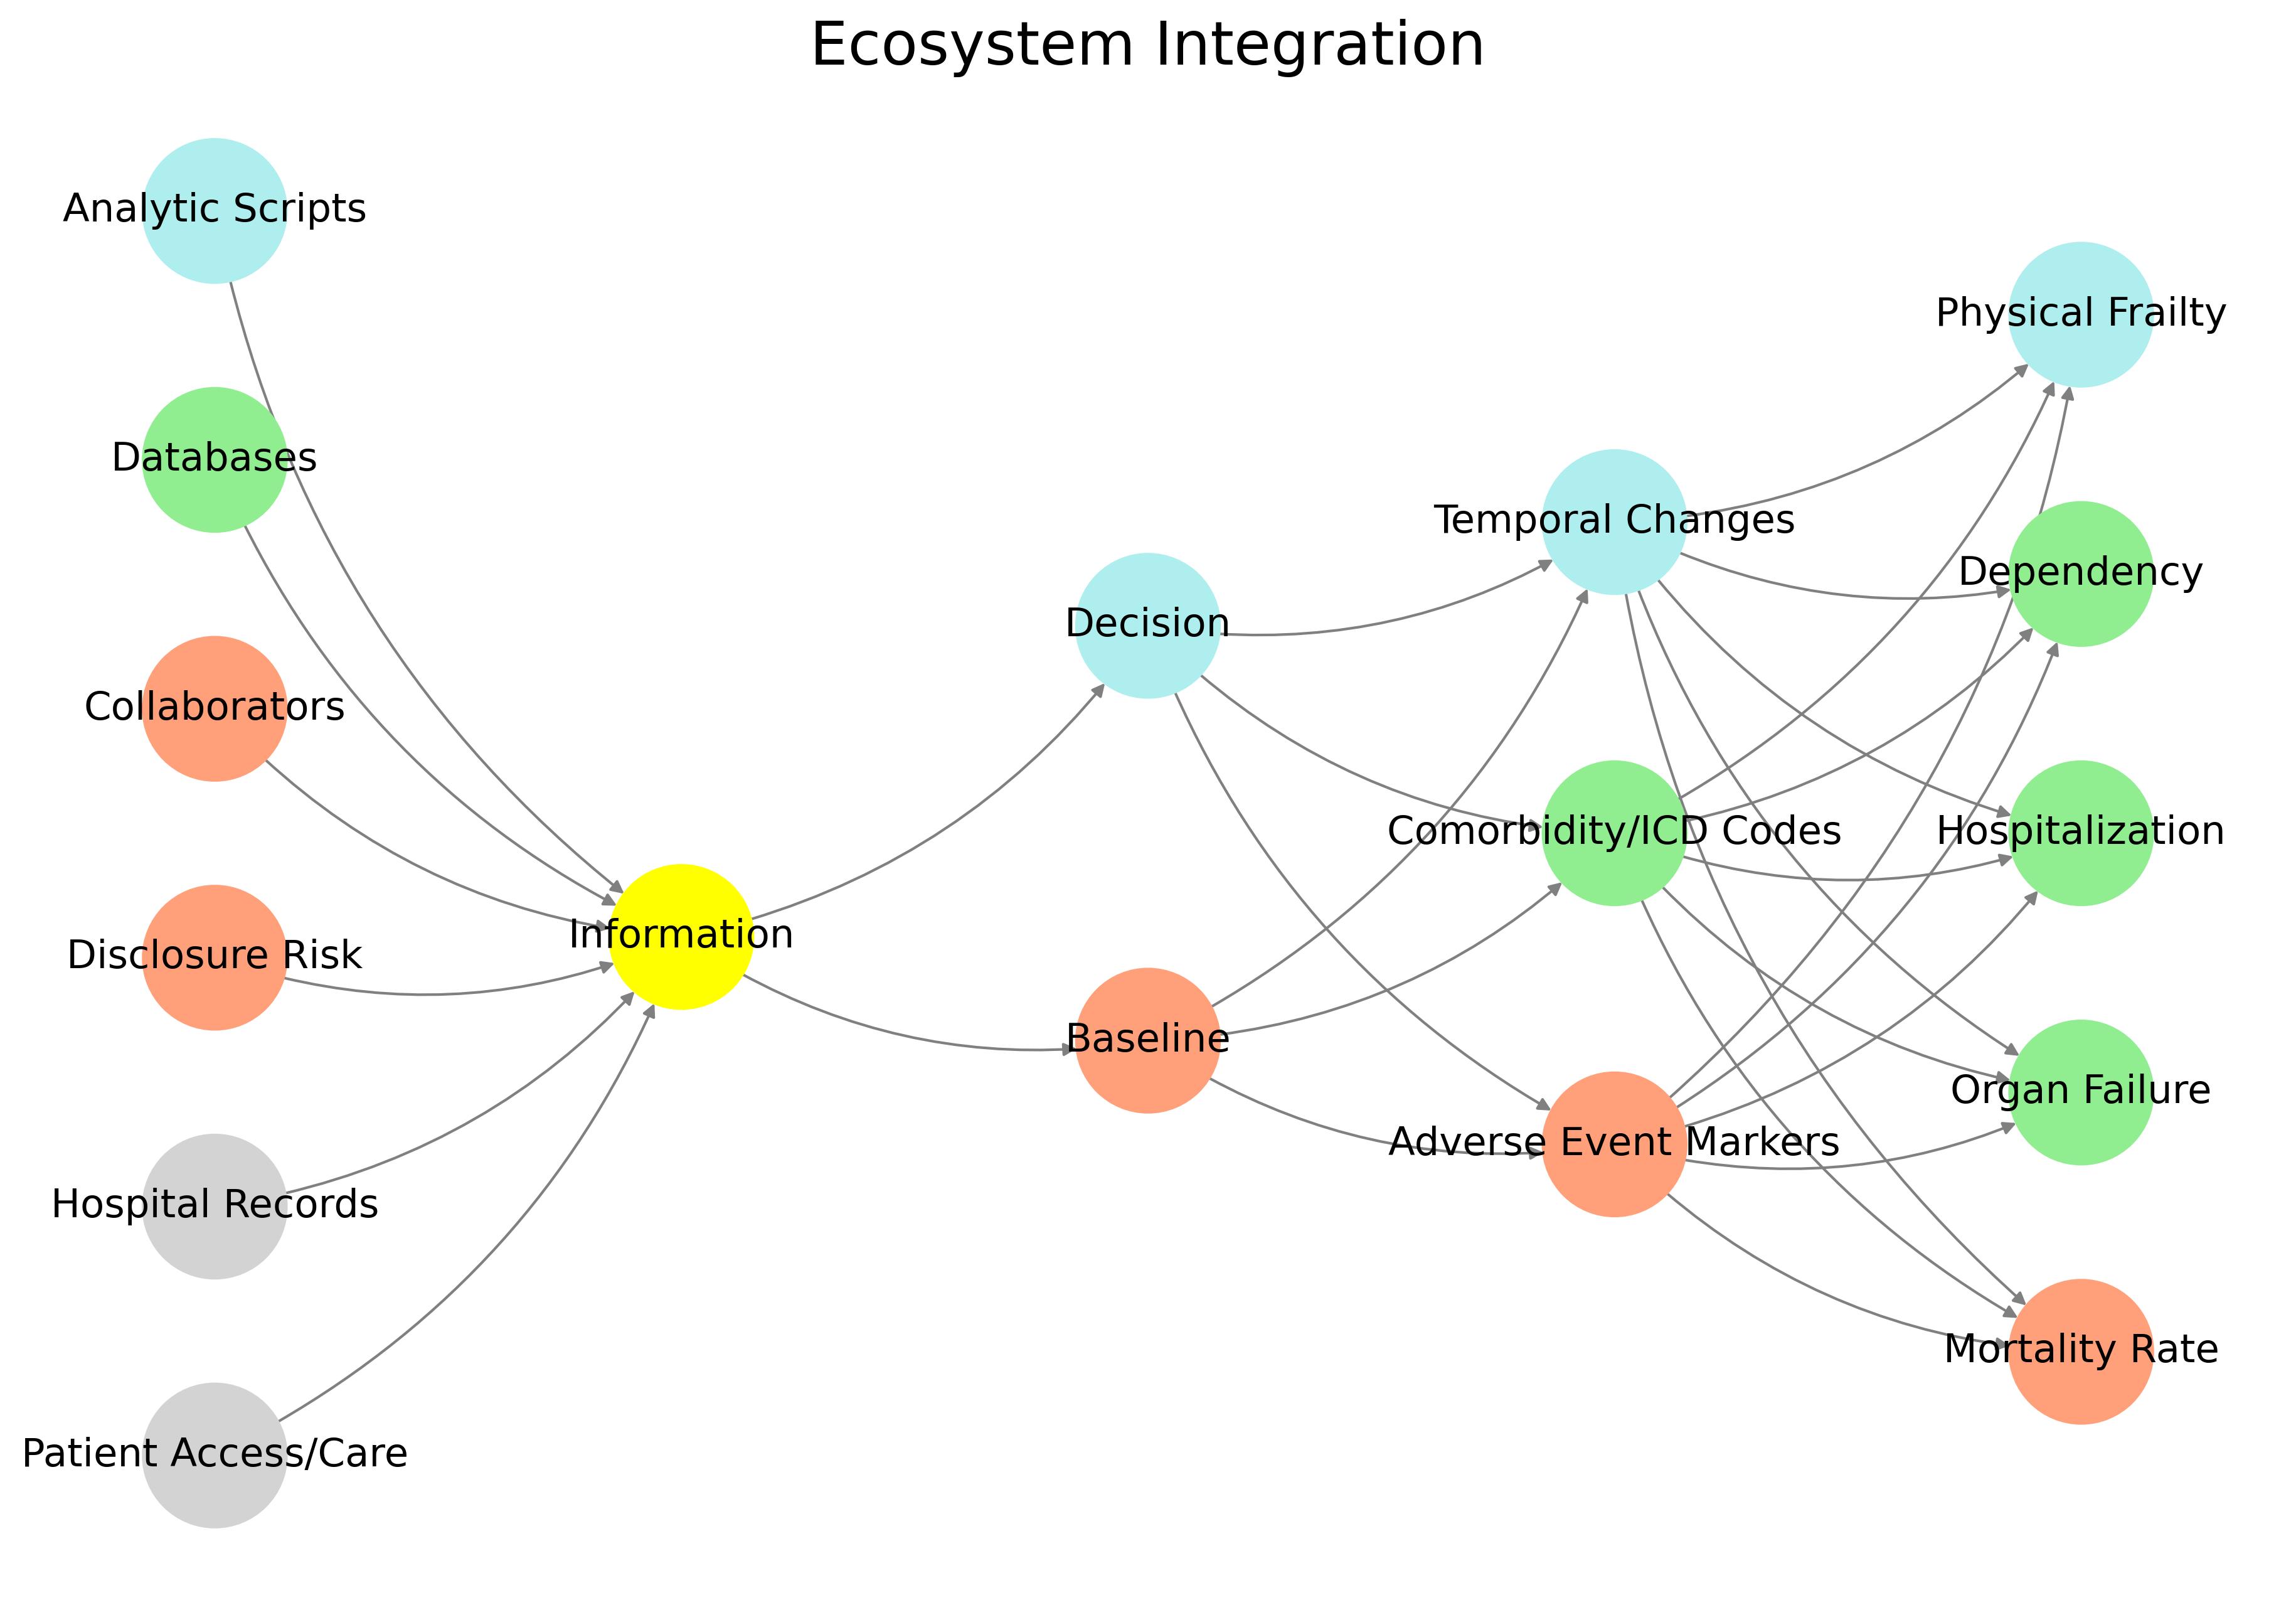 Ecosystem Integration
Analytic Scripts
Databases
Collaborators
Disclosure Risk
Hospital Records
Patient Access/Care
Information
Decision
Baseline
Temporal Changes
Comorbidity/ICD Codes
Adverse Event Markers
Physical Frailty
Dependency
Hospitalization
Organ Failure
Mortality Rate